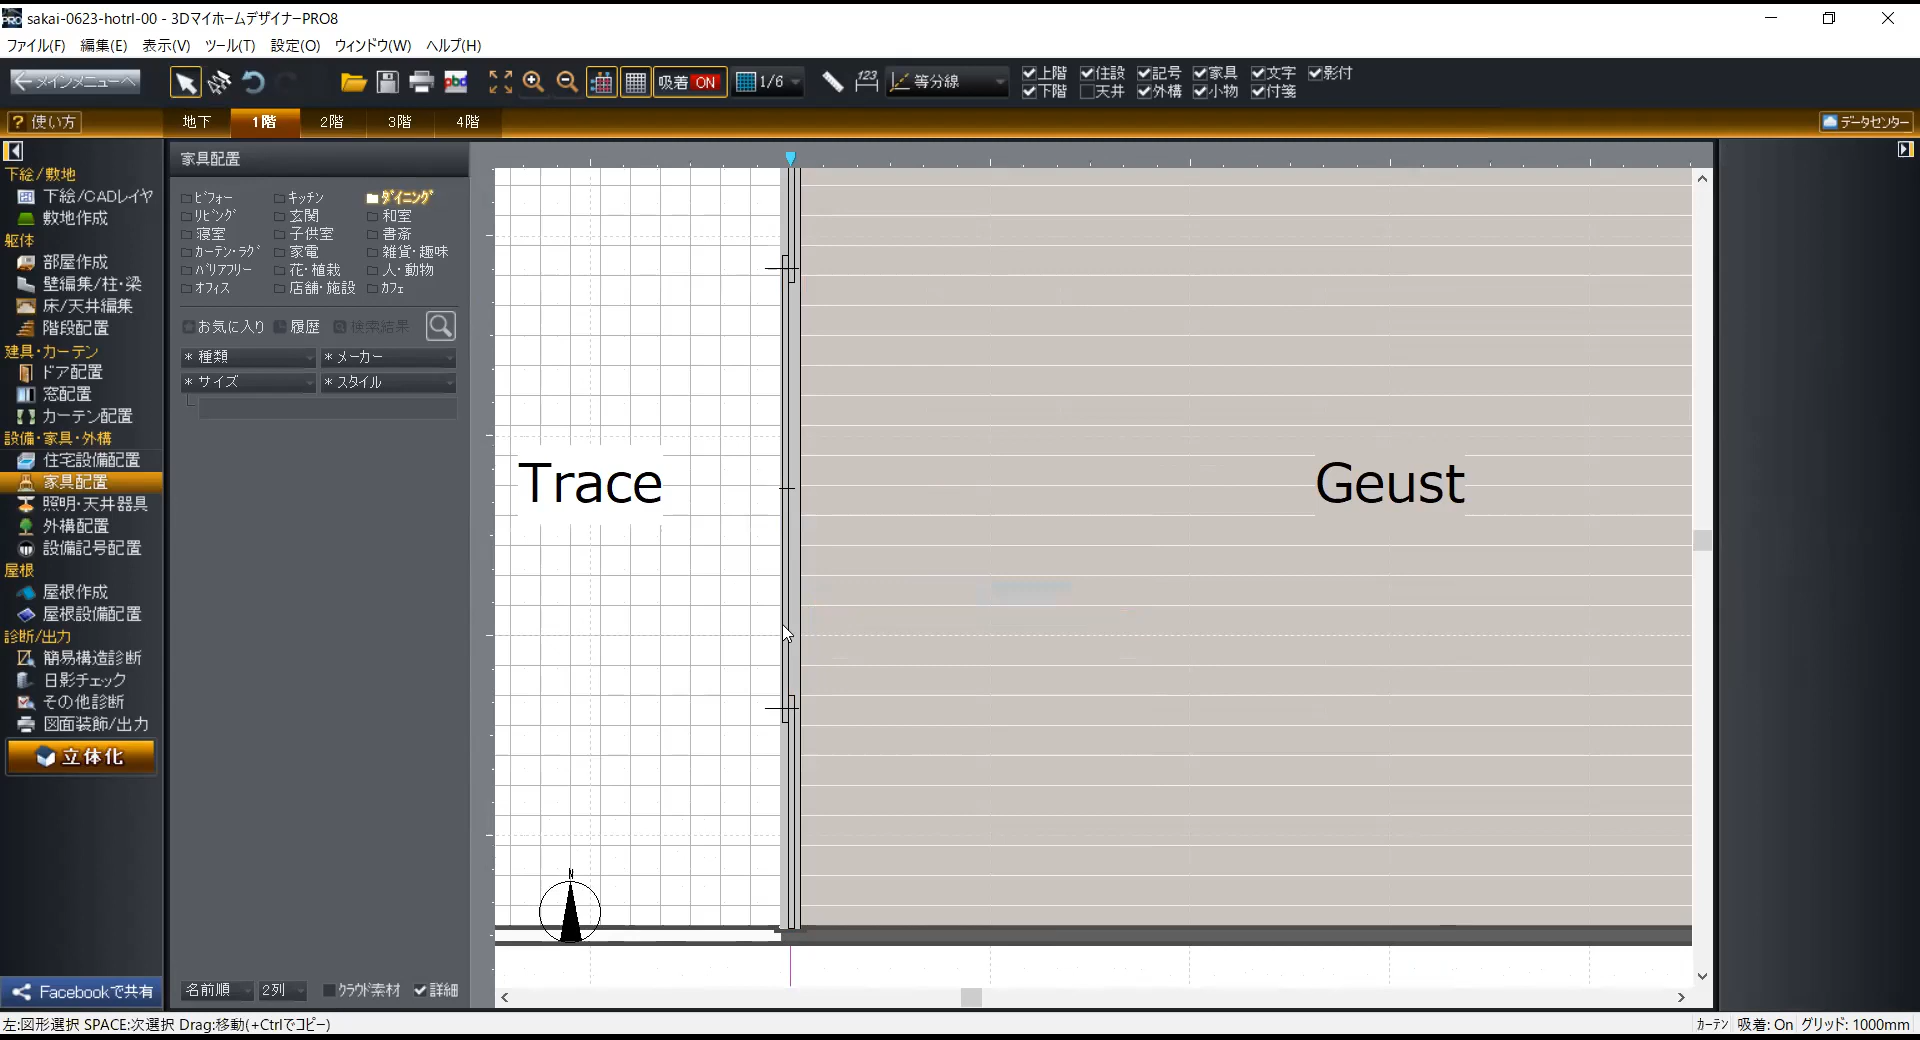 sakai-0623-hotrl-00 - 3DマイホームデザイナーPRO8
ファイル(F) 編集(E) 表示(V) ツール(T) 設定(O) ウィンドウ(W) ヘルプ(H)
メインメニューへ
abc
吸着 ON
1/6
123
等分線
上階 住設 記号 家具 文字 影付
下階 天井 外構 小物 付箋
? 使い方
地下 1階 2階 3階 4階
データセンター
下絵/敷地
下絵/CADレイヤ
敷地作成
躯体
部屋作成
壁編集/柱・梁
床/天井編集
階段配置
建具・カーテン
ドア配置
窓配置
カーテン配置
設備・家具・外構
住宅設備配置
家具配置
照明・天井器具
外構配置
設備記号配置
屋根
屋根作成
屋根設備配置
診断/出力
簡易構造診断
日影チェック
その他診断
図面装飾/出力
立体化
Facebookで共有
家具配置
ビフォー キッチン ダイニング
リビング 玄関 和室
寝室 子供室 書斎
カーテン・ラグ 家電 雑貨・趣味
バリアフリー 花・植栽 人・動物
オフィス 店舗・施設 カフェ
お気に入り 履歴 検索結果
* 種類 * メーカー
* サイズ * スタイル
名前順 2列 クラウド素材 詳細
Trace
Geust
N
左:図形選択 SPACE:次選択 Drag:移動(+Ctrlでコピー)
カーテン 吸着: On グリッド: 1000mm